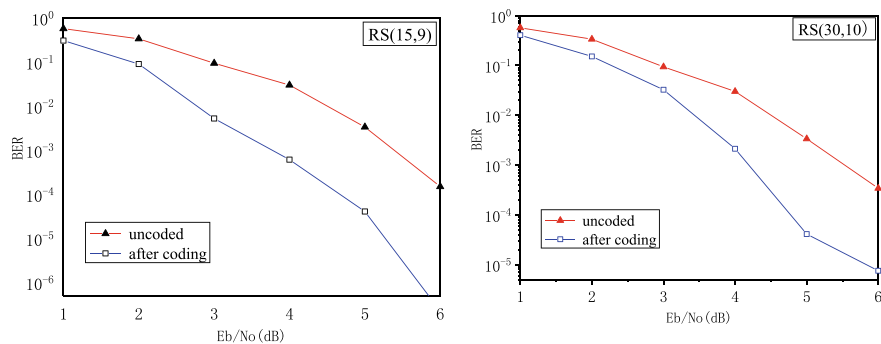 RS(15,9)
BER
10^0
10^-1
10^-2
10^-3
10^-4
10^-5
10^-6
uncoded
after coding
1 2 3 4 5 6
Eb/No(dB)
RS(30,10)
BER
10^0
10^-1
10^-2
10^-3
10^-4
10^-5
uncoded
after coding
1 2 3 4 5 6
Eb/No(dB)